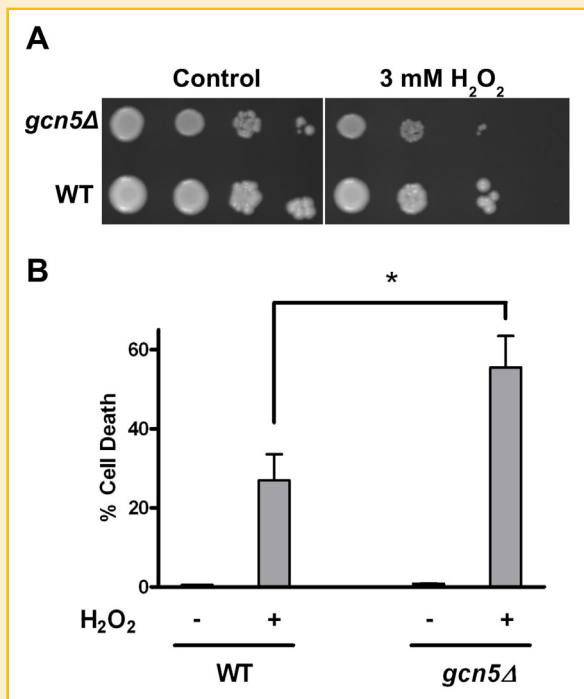 A
Control 3 mM H₂O₂
gcn5Δ
WT
B
*
% Cell Death
60
40
20
0
H₂O₂ - + - +
WT gcn5Δ